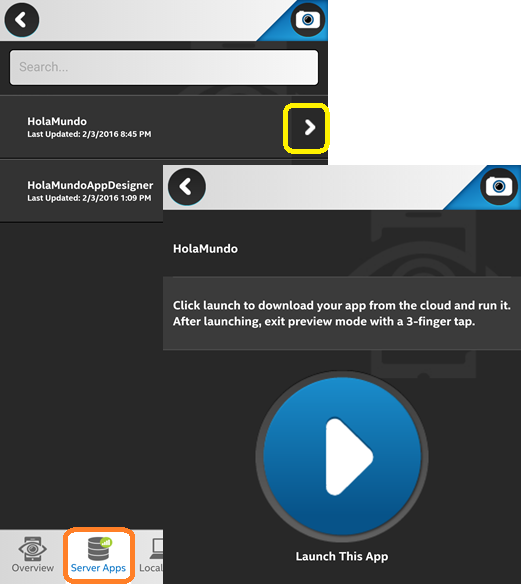 Search...
HolaMundo
Last Updated: 2/3/2016 8:45 PM
HolaMundoAppDesigner
Last Updated: 2/3/2016 1:09 PM
Overview
Server Apps
Local
HolaMundo
Click launch to download your app from the cloud and run it.
After launching, exit preview mode with a 3-finger tap.
Launch This App